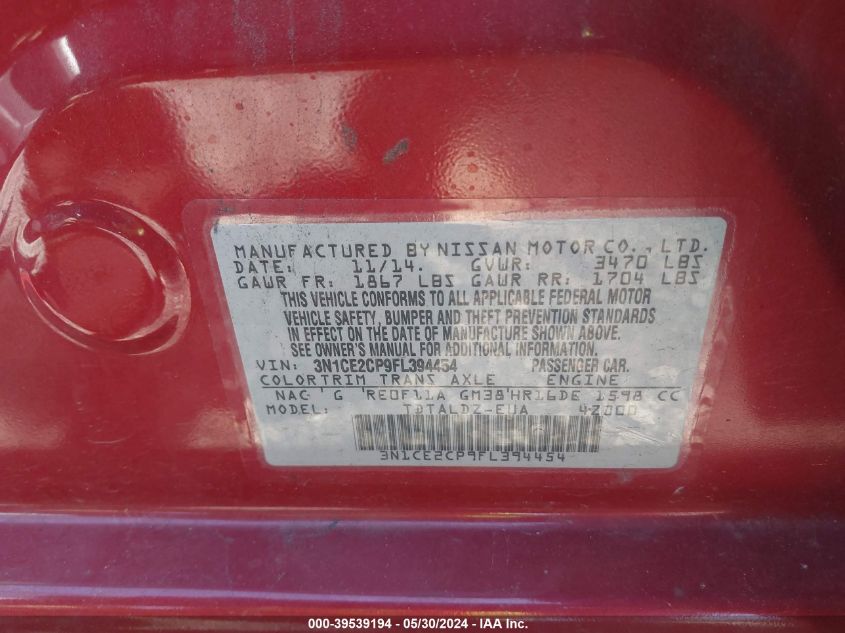 MANUFACTURED BY NISSAN MOTOR CO., LTD.
DATE: 11/14. GVWR: 3470 LBS
GAWR FR: 1867 LBS GAWR RR: 1704 LBS
THIS VEHICLE CONFORMS TO ALL APPLICABLE FEDERAL MOTOR
VEHICLE SAFETY, BUMPER AND THEFT PREVENTION STANDARDS
IN EFFECT ON THE DATE OF MANUFACTURE SHOWN ABOVE.
SEE OWNER'S MANUAL FOR ADDITIONAL INFORMATION.
VIN: 3N1CE2CP9FL394454 PASSENGER CAR.
COLOR TRIM TRANS AXLE ENGINE
NAC G RE0F11A GM38 HR16DE 1598 CC
MODEL: TDTALDZ-EUA 4Z000
3N1CE2CP9FL394454
000-39539194 - 05/30/2024 - IAA Inc.